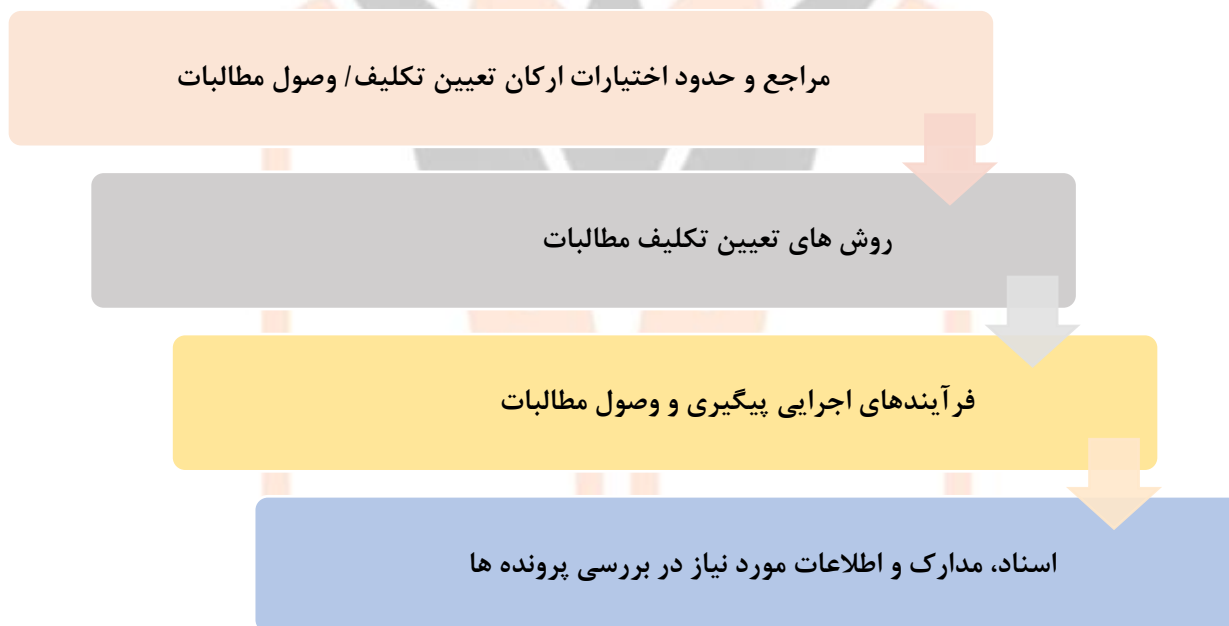 مراجع و حدود اختیارات ارکان تعیین تکلیف/ وصول مطالبات
روش های تعیین تکلیف مطالبات
فرآیندهای اجرایی پیگیری و وصول مطالبات
اسناد، مدارک و اطلاعات مورد نیاز در بررسی پرونده ها